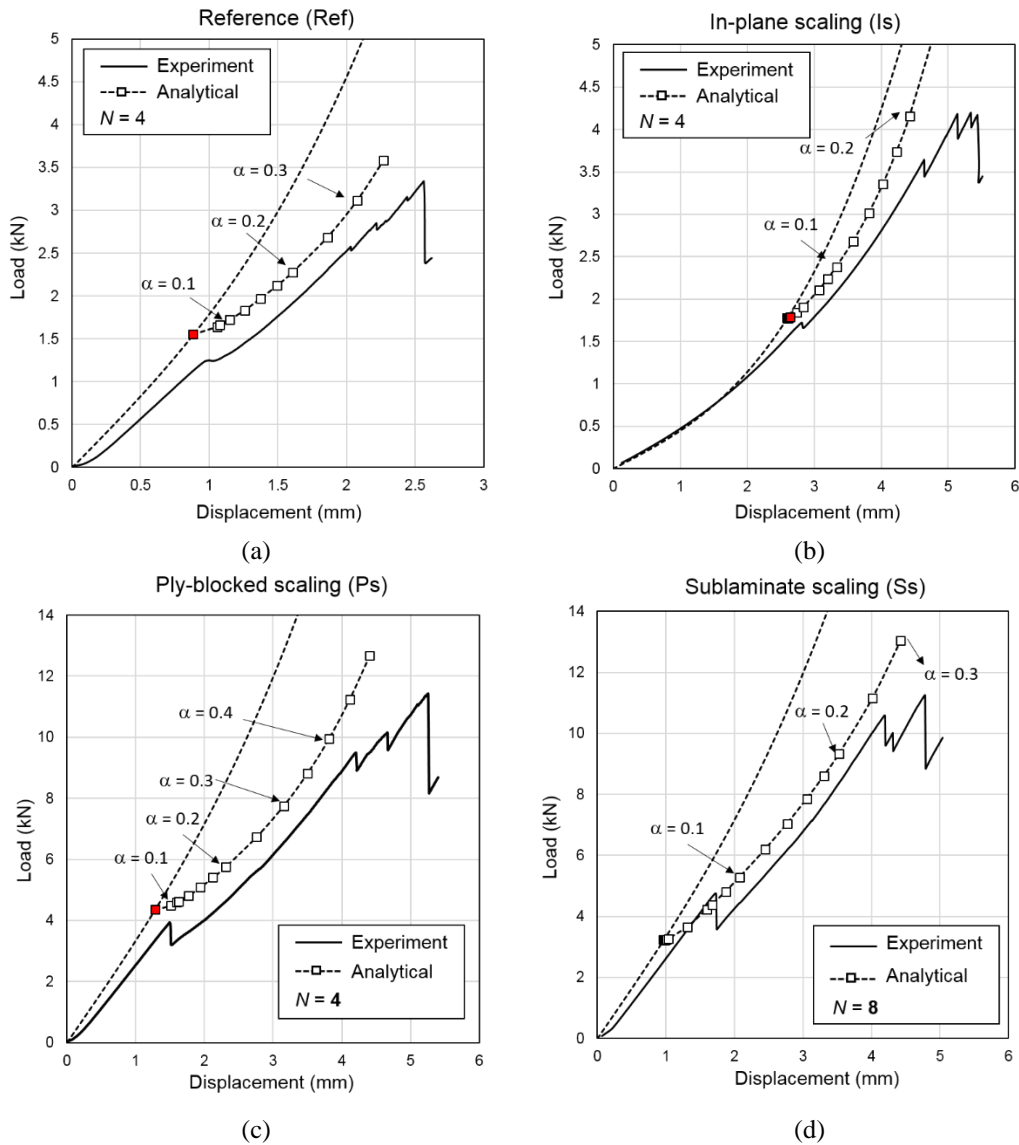 Reference (Ref)
5
4.5
4
3.5
3
2.5
2
1.5
1
0.5
0
Load (kN)
Experiment
Analytical
N = 4
α = 0.3
α = 0.2
α = 0.1
0 0.5 1 1.5 2 2.5 3
Displacement (mm)
(a)
In-plane scaling (Is)
5
4.5
4
3.5
3
2.5
2
1.5
1
0.5
0
Load (kN)
Experiment
Analytical
N = 4
α = 0.2
α = 0.1
0 1 2 3 4 5 6
Displacement (mm)
(b)
Ply-blocked scaling (Ps)
14
12
10
8
6
4
2
0
Load (kN)
α = 0.4
α = 0.3
α = 0.2
α = 0.1
Experiment
Analytical
N = 4
0 1 2 3 4 5 6
Displacement (mm)
(c)
Sublaminate scaling (Ss)
14
12
10
8
6
4
2
0
Load (kN)
α = 0.3
α = 0.2
α = 0.1
Experiment
Analytical
N = 8
0 1 2 3 4 5 6
Displacement (mm)
(d)